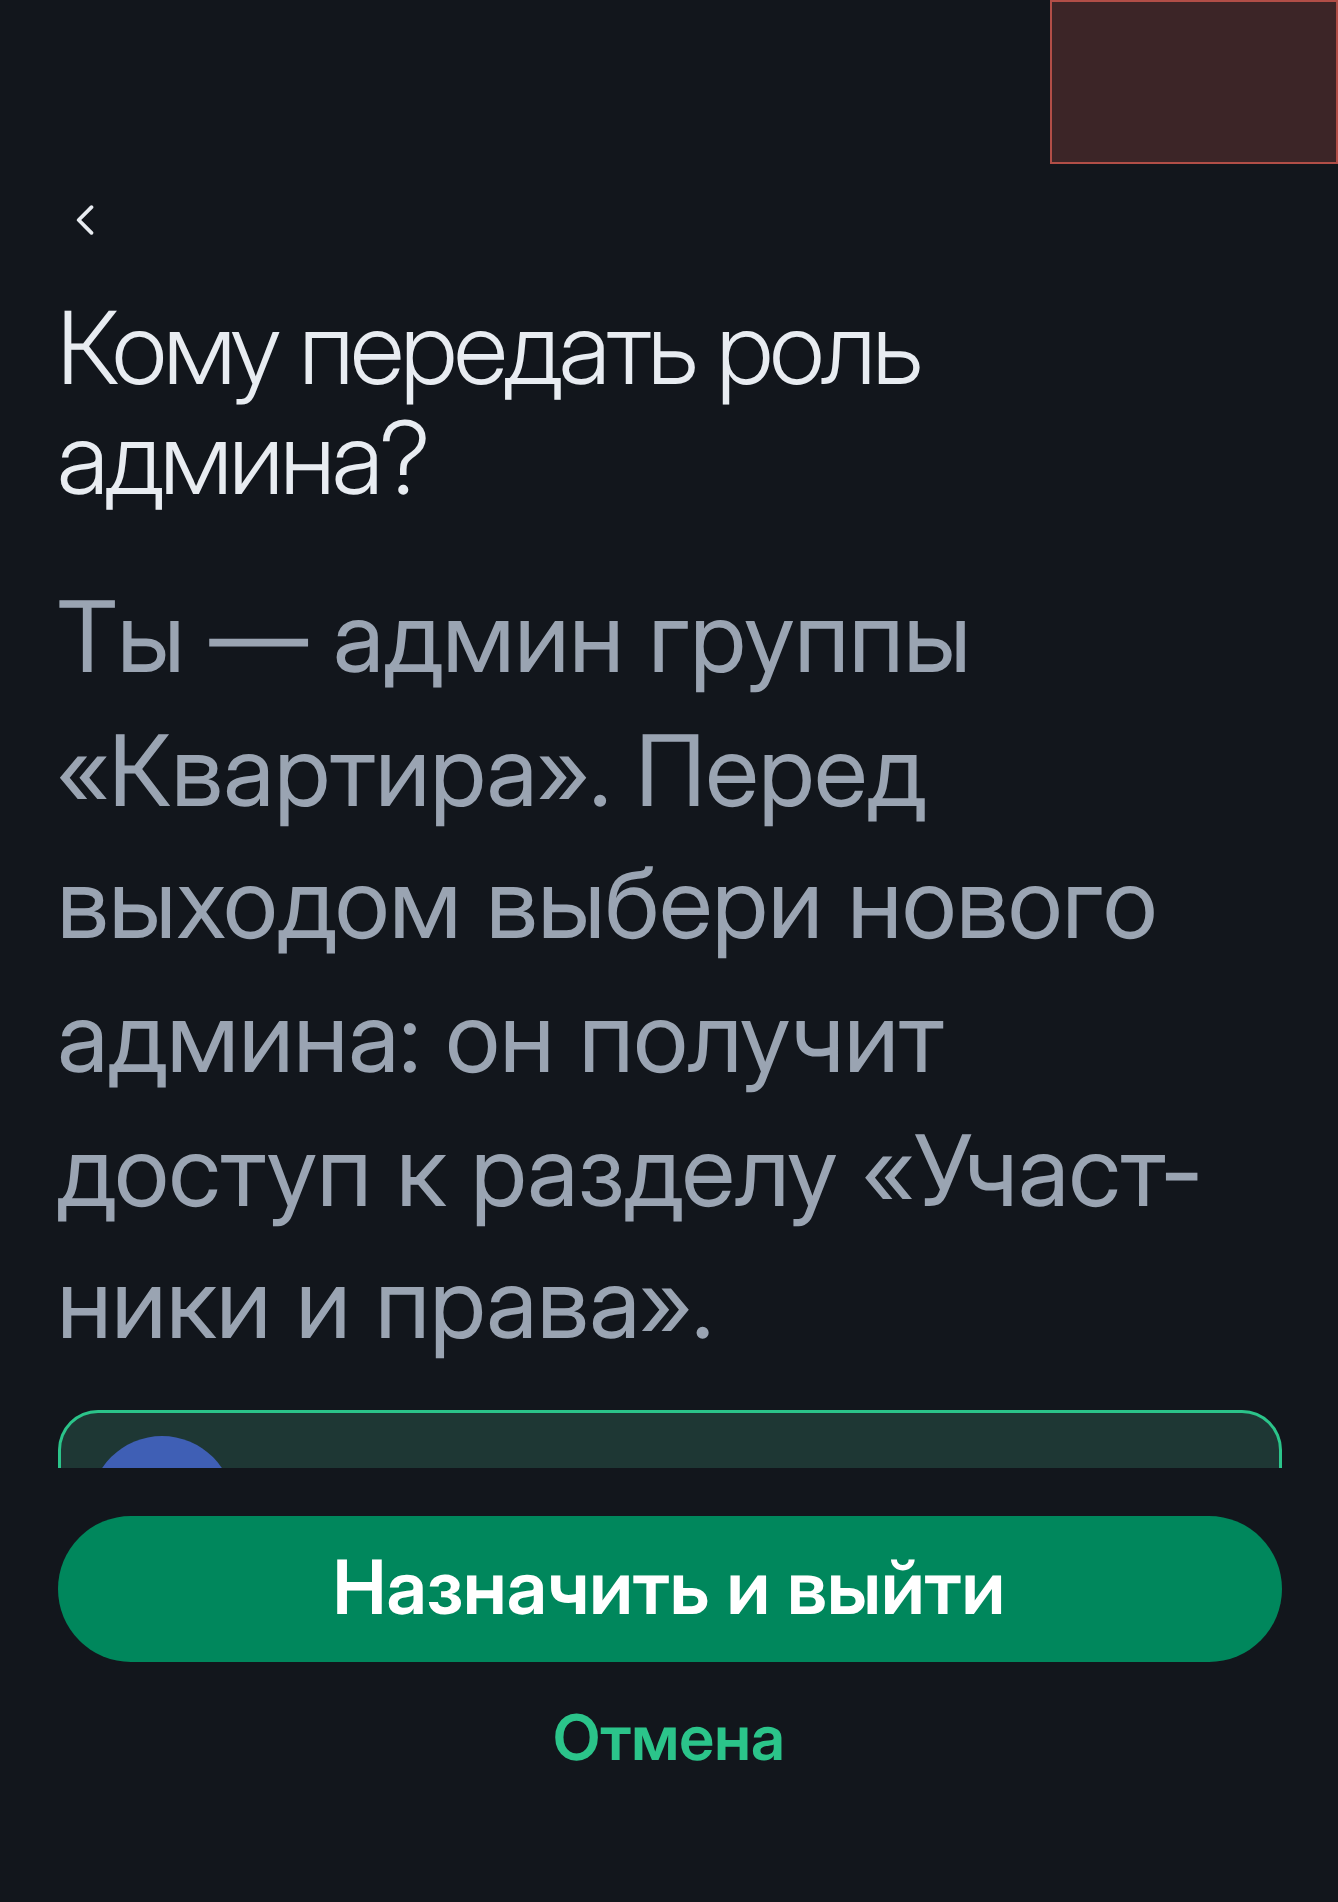 Кому передать роль
админа?
Ты — админ группы
«Квартира». Перед
выходом выбери нового
админа: он получит
доступ к разделу «Участ-
ники и права».
Назначить и выйти
Отмена